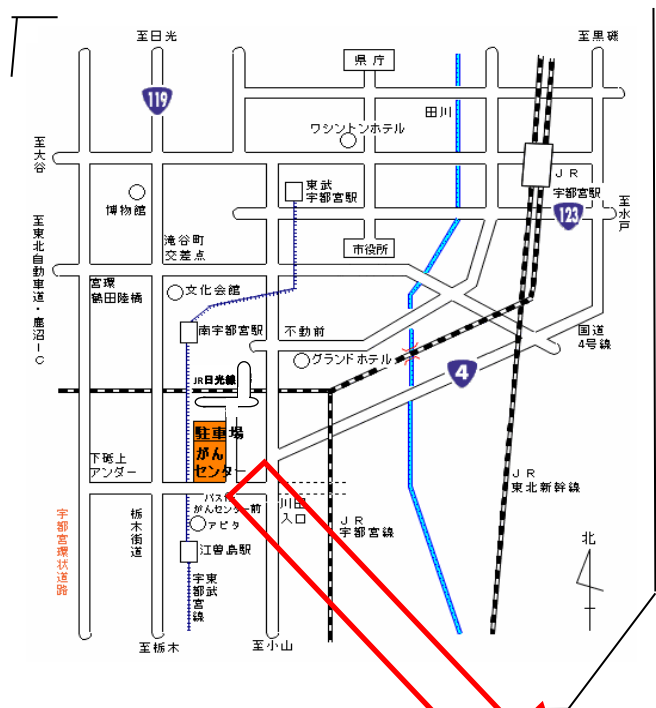 至日光
至黒磯
県庁
119
田川
ワシントンホテル
至大谷
東武
宇都宮駅
JR
宇都宮駅
博物館
至水戸
123
至東北自動車道・鹿沼IC
滝谷町
交差点
市役所
宮環
鶴田陸橋
文化会館
南宇都宮駅
不動前
国道
4号線
グランドホテル
4
JR日光線
駐車場
がん
センター
下砥上
アンダー
JR
東北新幹線
バス停
がんセンター前
川田
入口
宇都宮環状道路
栃木街道
アピタ
JR
宇都宮線
北
江曽島駅
東武
宇都宮線
至栃木
至小山